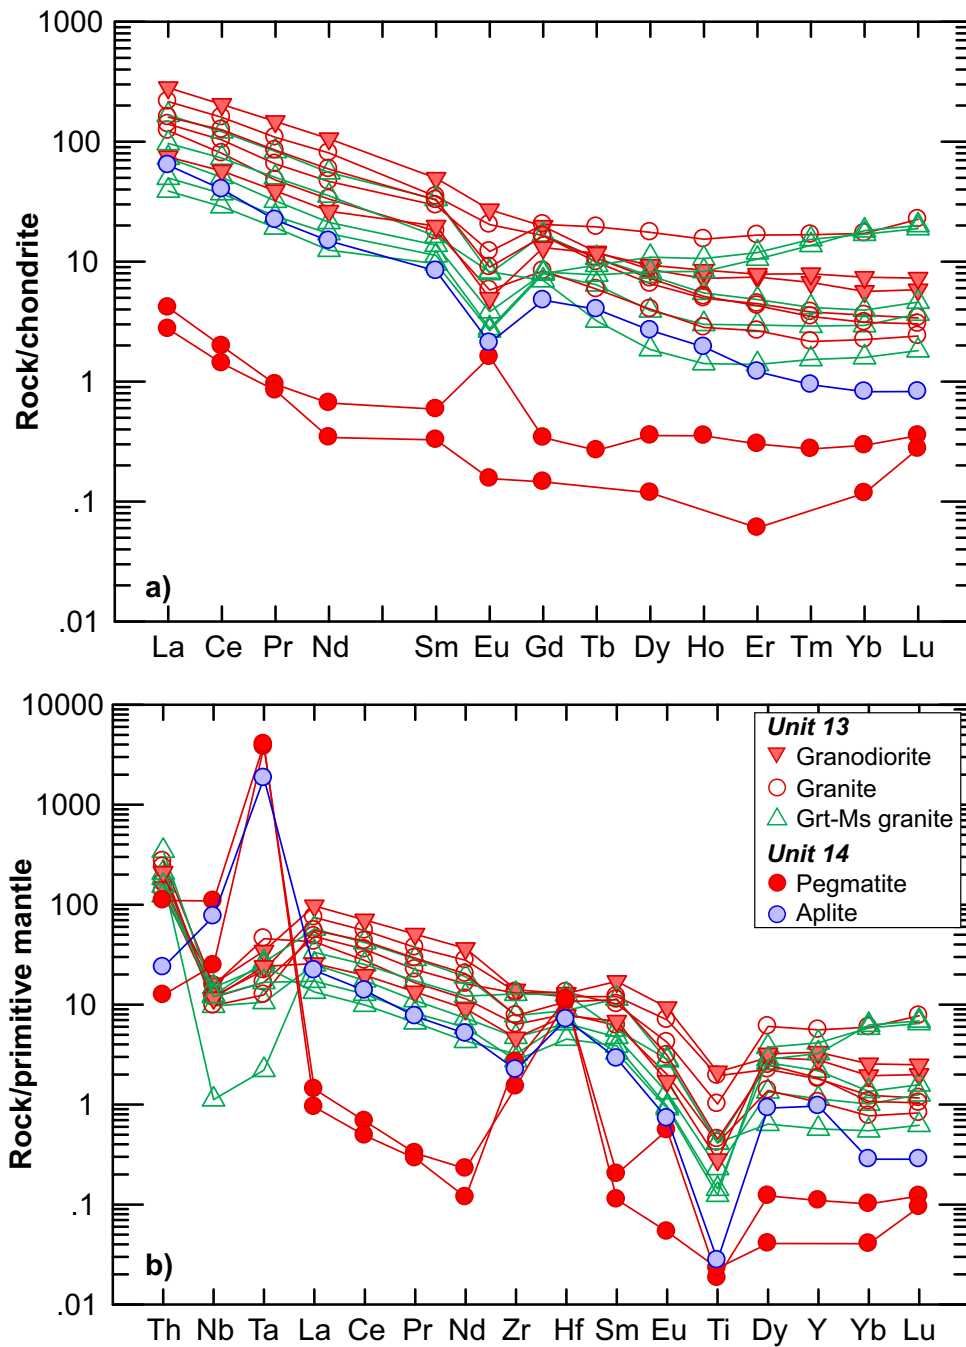 1000
100
10
1
.1
.01
Rock/chondrite
a)
La Ce Pr Nd Sm Eu Gd Tb Dy Ho Er Tm Yb Lu
10000
1000
100
10
1
.1
.01
Rock/primitive mantle
Unit 13
Granodiorite
Granite
Grt-Ms granite
Unit 14
Pegmatite
Aplite
b)
Th Nb Ta La Ce Pr Nd Zr Hf Sm Eu Ti Dy Y Yb Lu